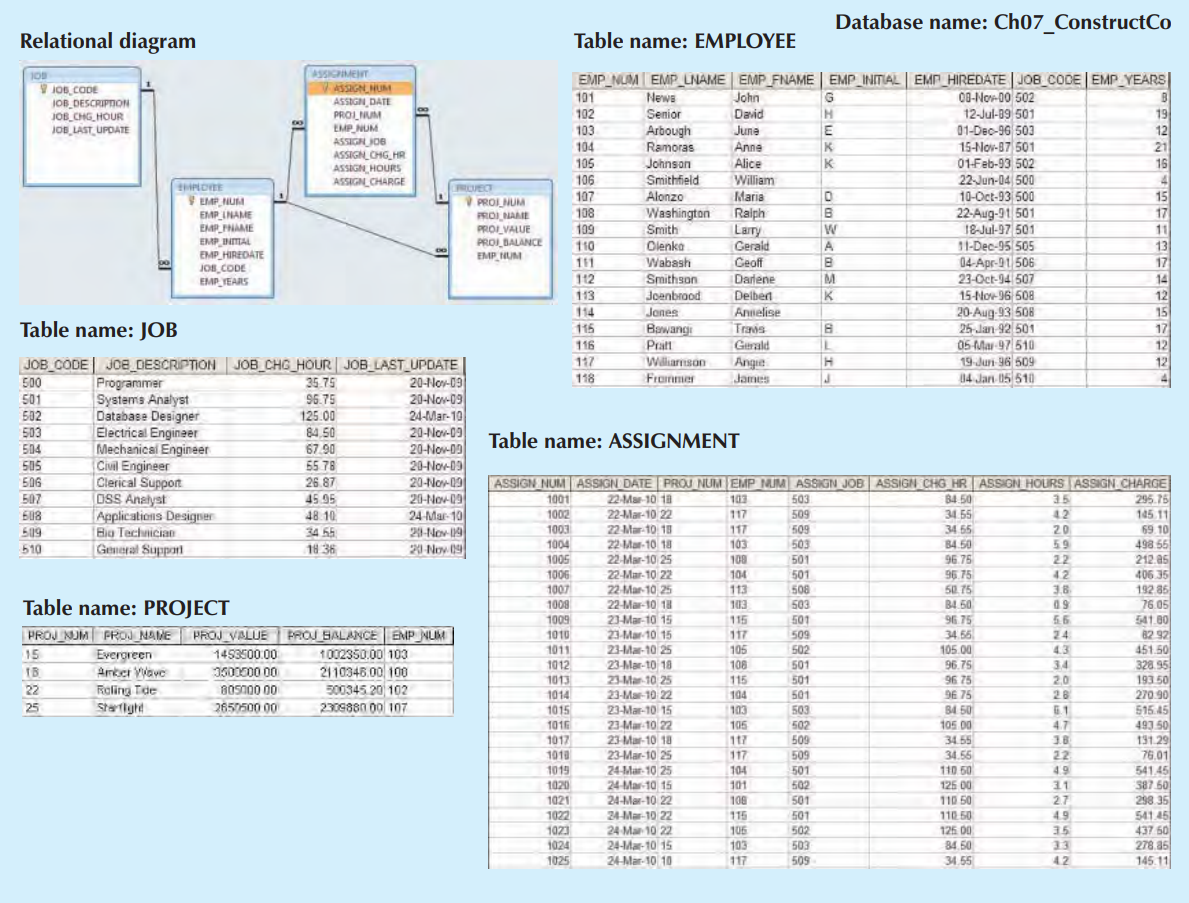 Database name: Ch07_ConstructCo
Relational diagram
JOB
JOB_CODE
JOB_DESCRIPTION
JOB_CHG_HOUR
JOB_LAST_UPDATE
1
∞
EMPLOYEE
EMP_NUM
EMP_LNAME
EMP_FNAME
EMP_INITIAL
EMP_HIREDATE
JOB_CODE
EMP_YEARS
1
∞
∞
ASSIGNMENT
ASSIGN_NUM
ASSIGN_DATE
PROJ_NUM
EMP_NUM
ASSIGN_JOB
ASSIGN_CHG_HR
ASSIGN_HOURS
ASSIGN_CHARGE
∞
1
PROJECT
PROJ_NUM
PROJ_NAME
PROJ_VALUE
PROJ_BALANCE
EMP_NUM
Table name: EMPLOYEE
EMP_NUM EMP_LNAME EMP_FNAME EMP_INITIAL EMP_HIREDATE JOB_CODE EMP_YEARS
101 News John G 08-Nov-00 502 8
102 Senior David H 12-Jul-89 501 19
103 Arbough June E 01-Dec-96 503 12
104 Ramoras Anne K 15-Nov-87 501 21
105 Johnson Alice K 01-Feb-93 502 16
106 Smithfield William 22-Jun-04 500 4
107 Alonzo Maria D 10-Oct-93 500 15
108 Washington Ralph B 22-Aug-91 501 17
109 Smith Larry W 18-Jul-97 501 11
110 Olenko Gerald A 11-Dec-95 505 13
111 Wabash Geoff B 04-Apr-91 506 17
112 Smithson Darlene M 23-Oct-94 507 14
113 Joenbrood Delbert K 15-Nov-96 508 12
114 Jones Annelise 20-Aug-93 508 15
115 Bawangi Travis B 25-Jan-92 501 17
116 Pratt Gerald L 05-Mar-97 510 12
117 Williamson Angie H 19-Jun-96 509 12
118 Frommer James J 04-Jan-05 510 4
Table name: JOB
JOB_CODE JOB_DESCRIPTION JOB_CHG_HOUR JOB_LAST_UPDATE
500 Programmer 35.75 20-Nov-09
501 Systems Analyst 96.75 20-Nov-09
502 Database Designer 125.00 24-Mar-10
503 Electrical Engineer 84.50 20-Nov-09
504 Mechanical Engineer 67.90 20-Nov-09
505 Civil Engineer 55.78 20-Nov-09
506 Clerical Support 26.87 20-Nov-09
507 DSS Analyst 45.95 20-Nov-09
508 Applications Designer 48.10 24-Mar-10
509 Bio Technician 34.55 20-Nov-09
510 General Support 18.36 20-Nov-09
Table name: PROJECT
PROJ_NUM PROJ_NAME PROJ_VALUE PROJ_BALANCE EMP_NUM
15 Evergreen 1453500.00 1002350.00 103
18 Amber Wave 3500500.00 2110346.00 108
22 Rolling Tide 805000.00 500345.20 102
25 Starflight 2650500.00 2309880.00 107
Table name: ASSIGNMENT
ASSIGN_NUM ASSIGN_DATE PROJ_NUM EMP_NUM ASSIGN_JOB ASSIGN_CHG_HR ASSIGN_HOURS ASSIGN_CHARGE
1001 22-Mar-10 18 103 503 84.50 3.5 295.75
1002 22-Mar-10 22 117 509 34.55 4.2 145.11
1003 22-Mar-10 18 117 509 34.55 2.0 69.10
1004 22-Mar-10 18 103 503 84.50 5.9 498.55
1005 22-Mar-10 25 108 501 96.75 2.2 212.85
1006 22-Mar-10 22 104 501 96.75 4.2 406.35
1007 22-Mar-10 25 113 508 50.75 3.8 192.85
1008 22-Mar-10 18 103 503 84.50 0.9 76.05
1009 23-Mar-10 15 115 501 96.75 5.6 541.80
1010 23-Mar-10 15 117 509 34.55 2.4 82.92
1011 23-Mar-10 25 105 502 105.00 4.3 451.50
1012 23-Mar-10 18 108 501 96.75 3.4 328.95
1013 23-Mar-10 25 115 501 96.75 2.0 193.50
1014 23-Mar-10 22 104 501 96.75 2.8 270.90
1015 23-Mar-10 15 103 503 84.50 6.1 515.45
1016 23-Mar-10 22 105 502 105.00 4.7 493.50
1017 23-Mar-10 18 117 509 34.55 3.8 131.29
1018 23-Mar-10 25 117 509 34.55 2.2 76.01
1019 24-Mar-10 25 104 501 110.50 4.9 541.45
1020 24-Mar-10 15 101 502 125.00 3.1 387.50
1021 24-Mar-10 22 108 501 110.50 2.7 298.35
1022 24-Mar-10 22 115 501 110.50 4.9 541.45
1023 24-Mar-10 22 105 502 125.00 3.5 437.50
1024 24-Mar-10 15 103 503 84.50 3.3 278.85
1025 24-Mar-10 18 117 509 34.55 4.2 145.11